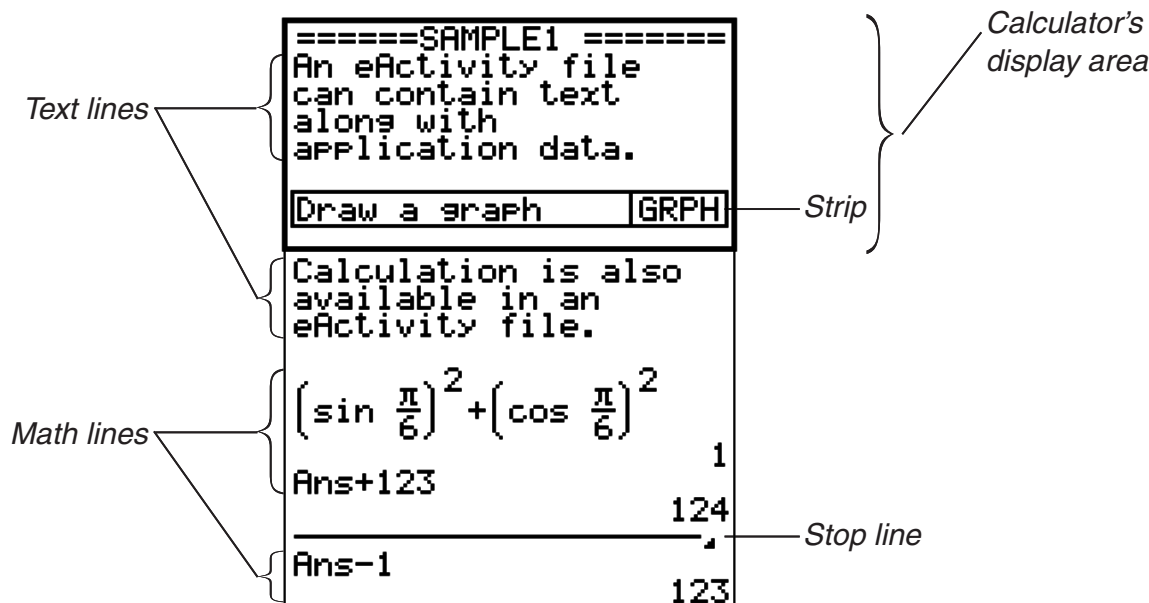 ======SAMPLE1 =======
An eActivity file
can contain text
along with
application data.
Draw a graph GRPH
Calculation is also
available in an
eActivity file.
(sin π/6)²+(cos π/6)²
1
Ans+123
124
Ans-1
123
Text lines
Math lines
Calculator's
display area
Strip
Stop line